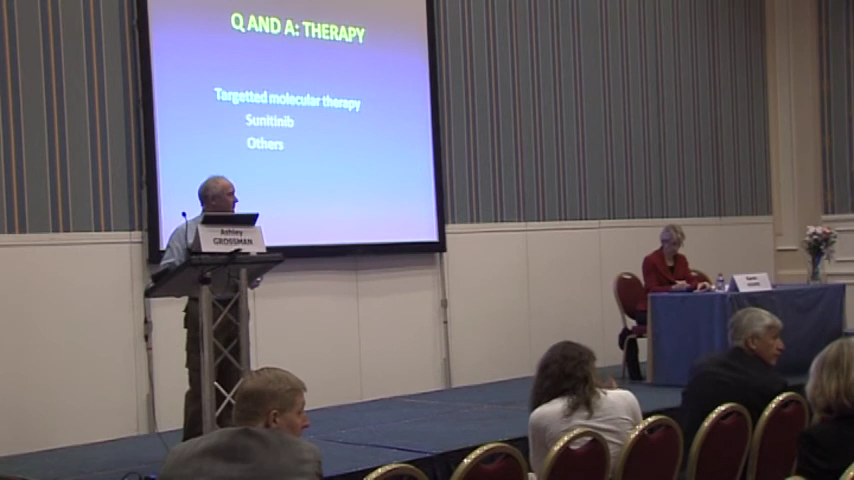 Q AND A: THERAPY
Targetted molecular therapy
Sunitinib
Others
Ashley
GROSSMAN